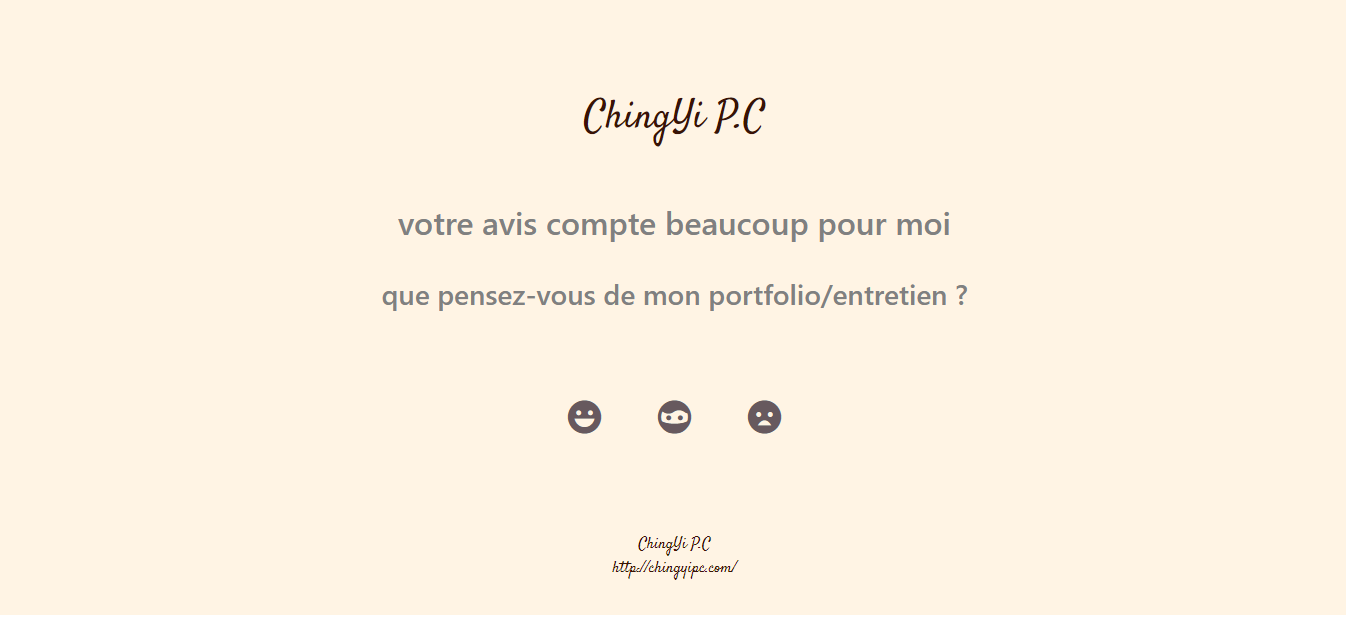 ChingYi P.C
votre avis compte beaucoup pour moi
que pensez-vous de mon portfolio/entretien ?
ChingYi P.C
http://chingyipc.com/